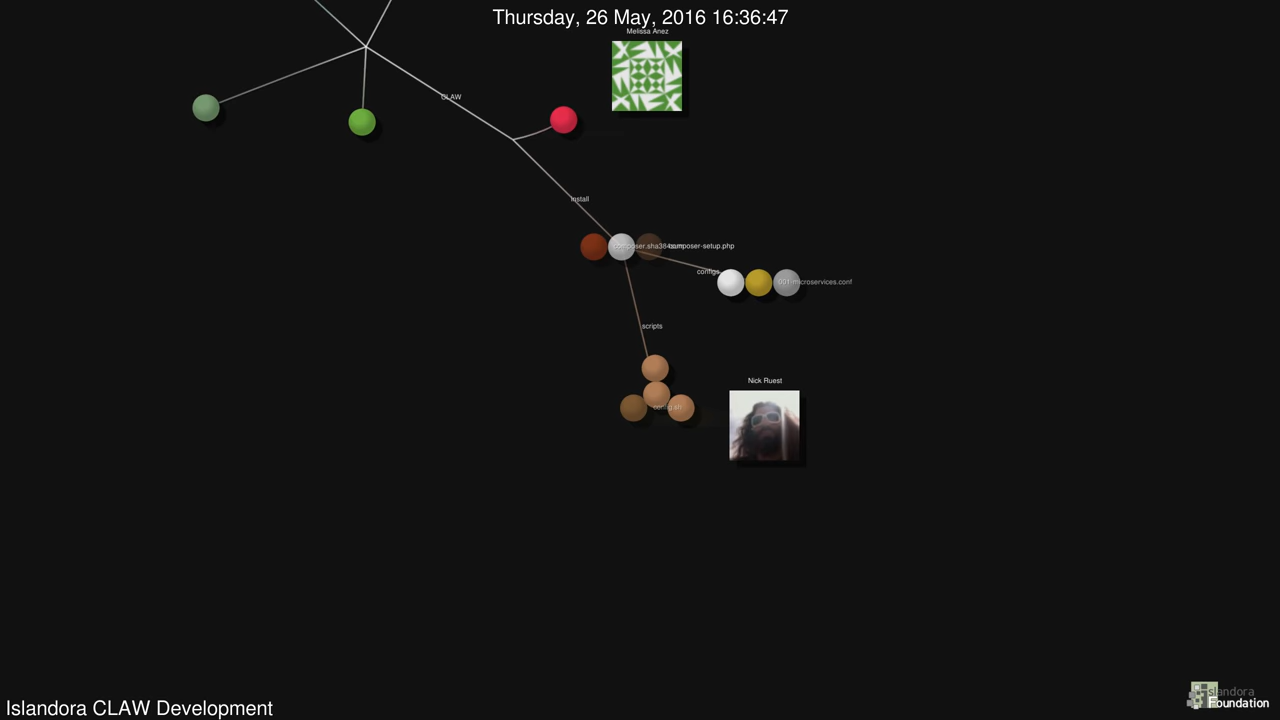 Thursday, 26 May, 2016 16:36:47
Melissa Anez
CLAW
install
composer-setup.php
configs
001-microservices.conf
scripts
Nick Ruest
Islandora CLAW Development
Islandora
Foundation